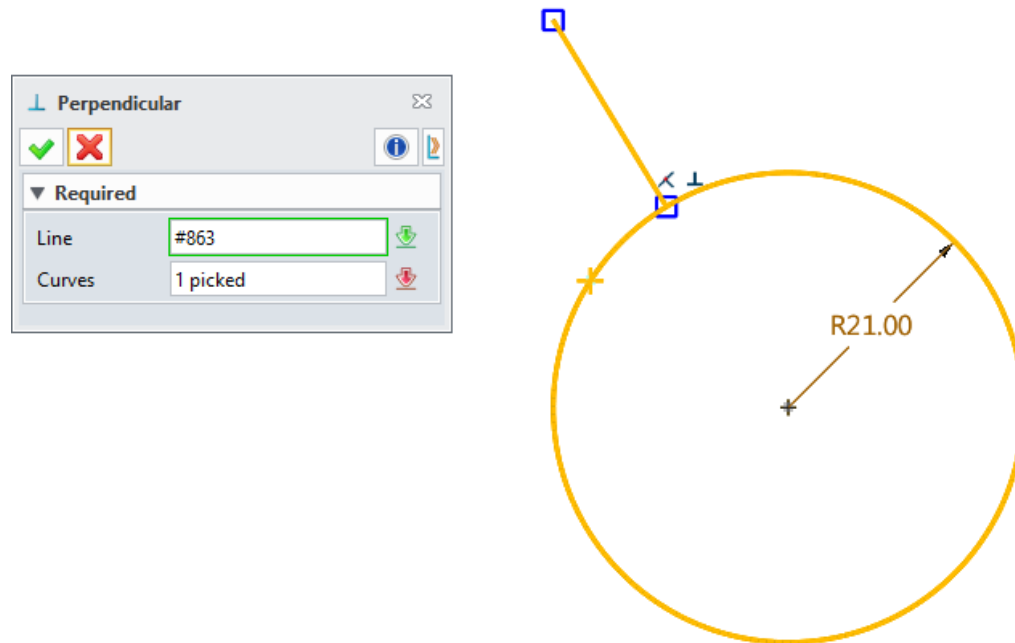 Perpendicular
Required
Line #863
Curves 1 picked
R21.00